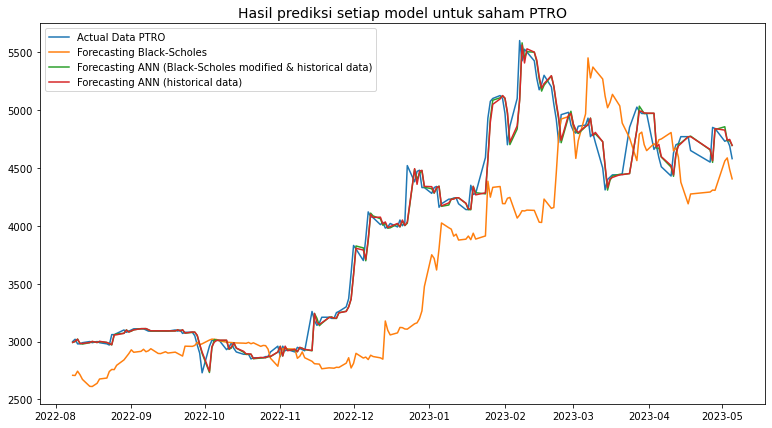 Hasil prediksi setiap model untuk saham PTRO
Actual Data PTRO
Forecasting Black-Scholes
Forecasting ANN (Black-Scholes modified & historical data)
Forecasting ANN (historical data)
5500
5000
4500
4000
3500
3000
2500
2022-08 2022-09 2022-10 2022-11 2022-12 2023-01 2023-02 2023-03 2023-04 2023-05